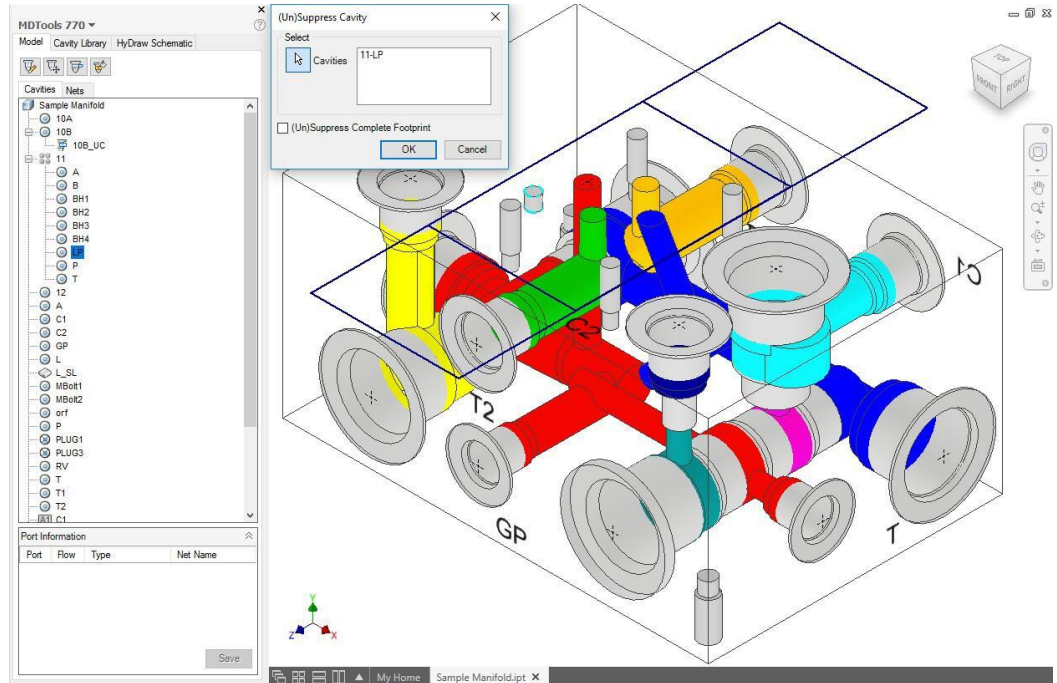 MDTools 770
Model Cavity Library HyDraw Schematic
Cavities Nets
Sample Manifold
10A
10B
10B_UC
11
A
B
BH1
BH2
BH3
BH4
LP
P
T
12
A
C1
C2
GP
L
L_SL
MBolt1
MBolt2
orf
P
PLUG1
PLUG3
RV
T
T1
T2
A1 C1
Port Information
Port Flow Type Net Name
Save
(Un)Suppress Cavity
Select
Cavities
11-LP
(Un)Suppress Complete Footprint
OK Cancel
TOP
FRONT RIGHT
C1
C2
T2
GP
T
Y
Z X
My Home Sample Manifold.ipt